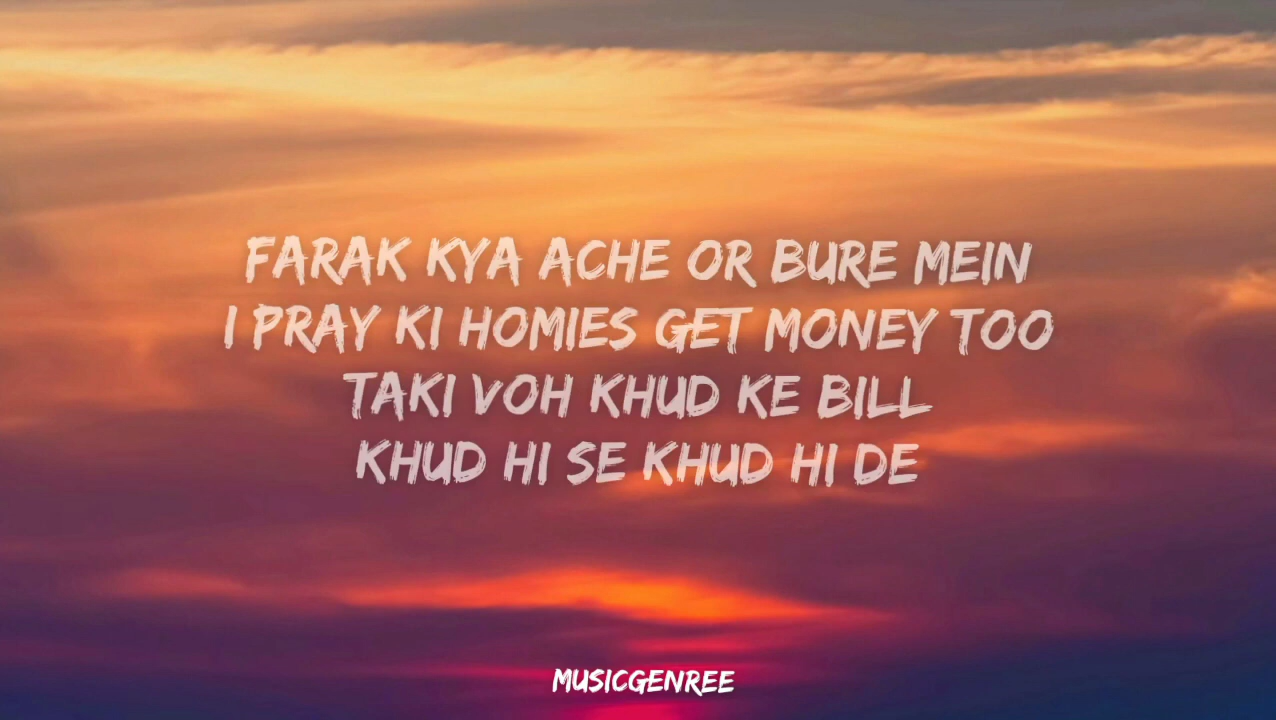 FARAK KYA ACHE OR BURE MEIN
I PRAY KI HOMIES GET MONEY TOO
TAKI VOH KHUD KE BILL
KHUD HI SE KHUD HI DE
MUSICGENREE